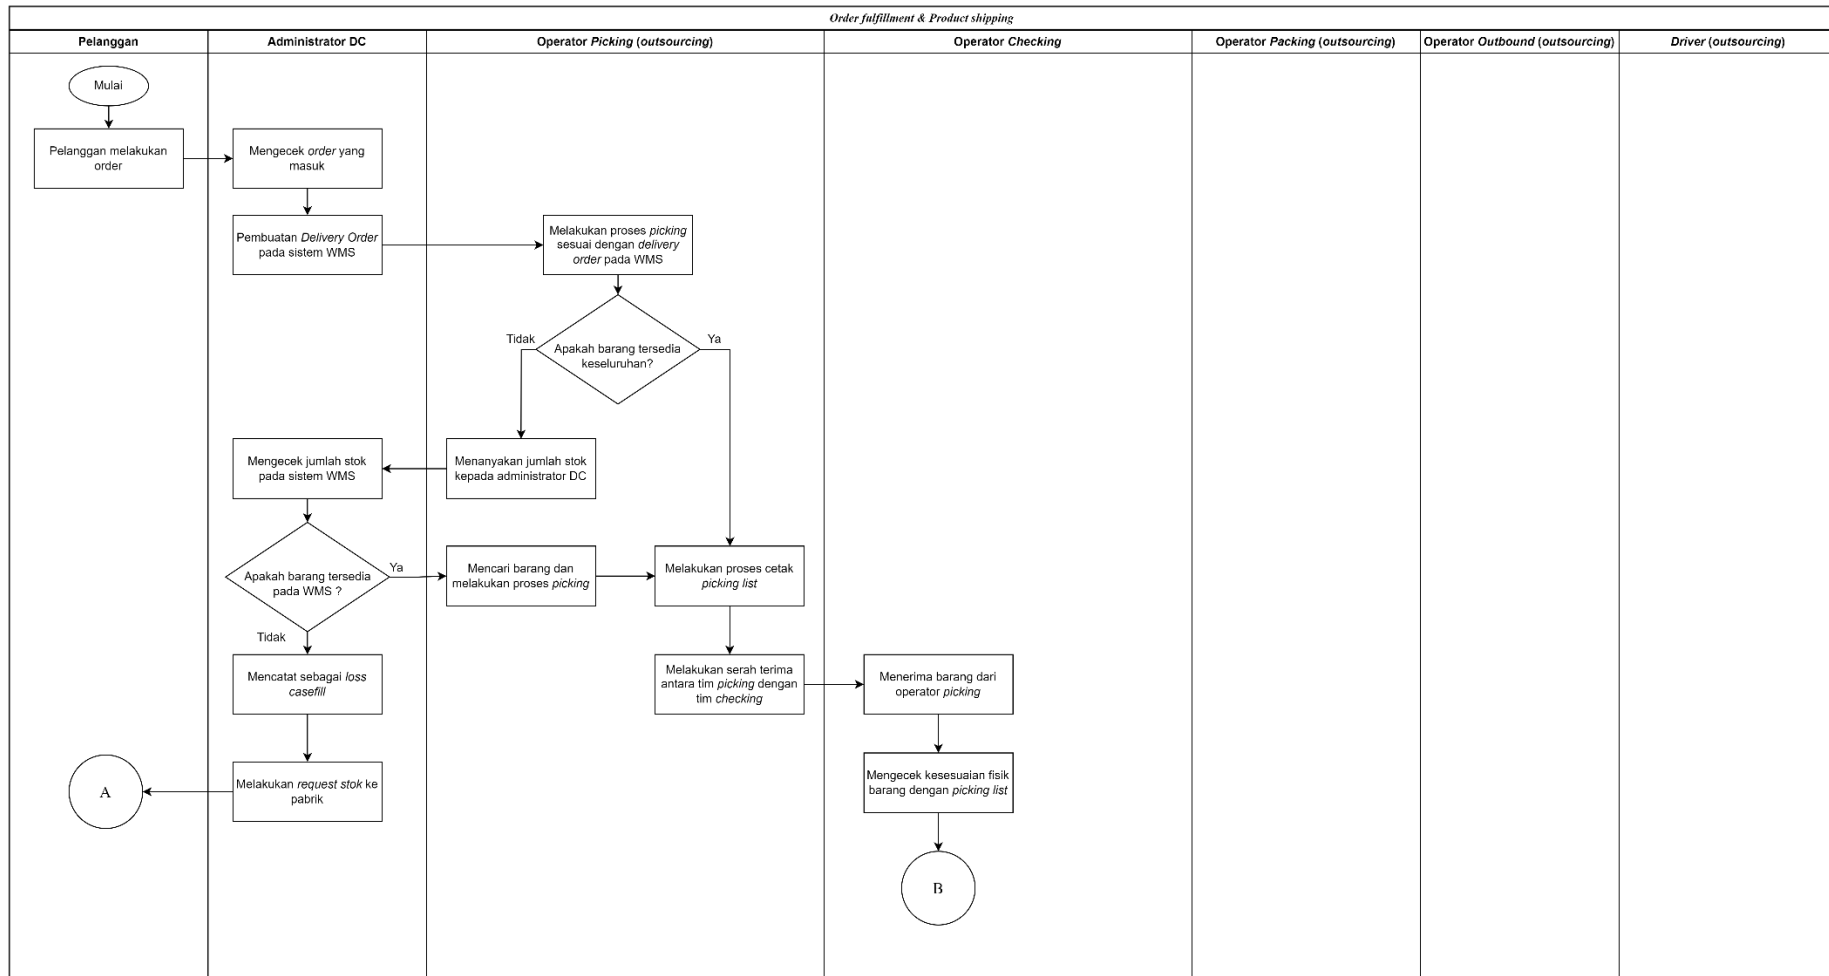 Order fulfillment & Product shipping
Pelanggan
Administrator DC
Operator Picking (outsourcing)
Operator Checking
Operator Packing (outsourcing)
Operator Outbound (outsourcing)
Driver (outsourcing)
Mulai
Pelanggan melakukan
order
Mengecek order yang
masuk
Pembuatan Delivery Order
pada sistem WMS
Melakukan proses picking
sesuai dengan delivery
order pada WMS
Tidak
Ya
Apakah barang tersedia
keseluruhan?
Mengecek jumlah stok
pada sistem WMS
Menanyakan jumlah stok
kepada administrator DC
Apakah barang tersedia
pada WMS ?
Ya
Mencari barang dan
melakukan proses picking
Melakukan proses cetak
picking list
Tidak
Mencatat sebagai loss
casefill
Melakukan serah terima
antara tim picking dengan
tim checking
Menerima barang dari
operator picking
A
Melakukan request stok ke
pabrik
Mengecek kesesuaian fisik
barang dengan picking list
B